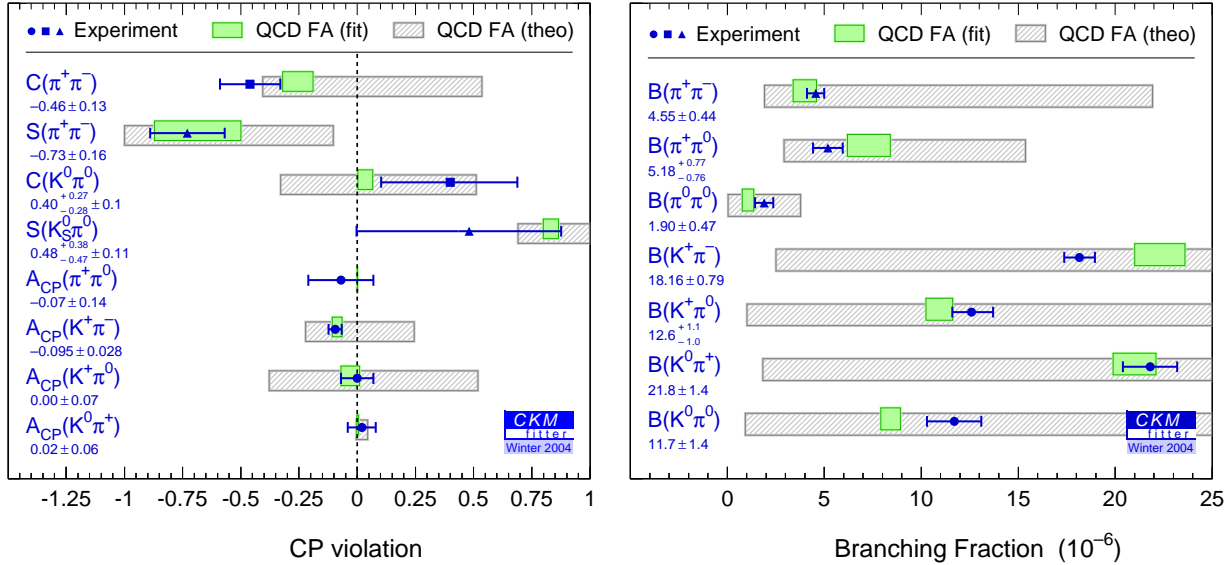 Experiment QCD FA (fit) QCD FA (theo)
C(π⁺π⁻)
−0.46 ± 0.13
S(π⁺π⁻)
−0.73 ± 0.16
C(K⁰π⁰)
0.40 +0.27 −0.28 ± 0.1
S(K⁰_Sπ⁰)
0.48 +0.38 −0.47 ± 0.11
A_CP(π⁺π⁰)
−0.07 ± 0.14
A_CP(K⁺π⁻)
−0.095 ± 0.028
A_CP(K⁺π⁰)
0.00 ± 0.07
A_CP(K⁰π⁺)
0.02 ± 0.06
CKM
fitter
Winter 2004
-1.25 -1 -0.75 -0.5 -0.25 0 0.25 0.5 0.75 1
CP violation
Experiment QCD FA (fit) QCD FA (theo)
B(π⁺π⁻)
4.55 ± 0.44
B(π⁺π⁰)
5.18 +0.77 −0.76
B(π⁰π⁰)
1.90 ± 0.47
B(K⁺π⁻)
18.16 ± 0.79
B(K⁺π⁰)
12.6 +1.1 −1.0
B(K⁰π⁺)
21.8 ± 1.4
B(K⁰π⁰)
11.7 ± 1.4
CKM
fitter
Winter 2004
0 5 10 15 20 25
Branching Fraction (10⁻⁶)